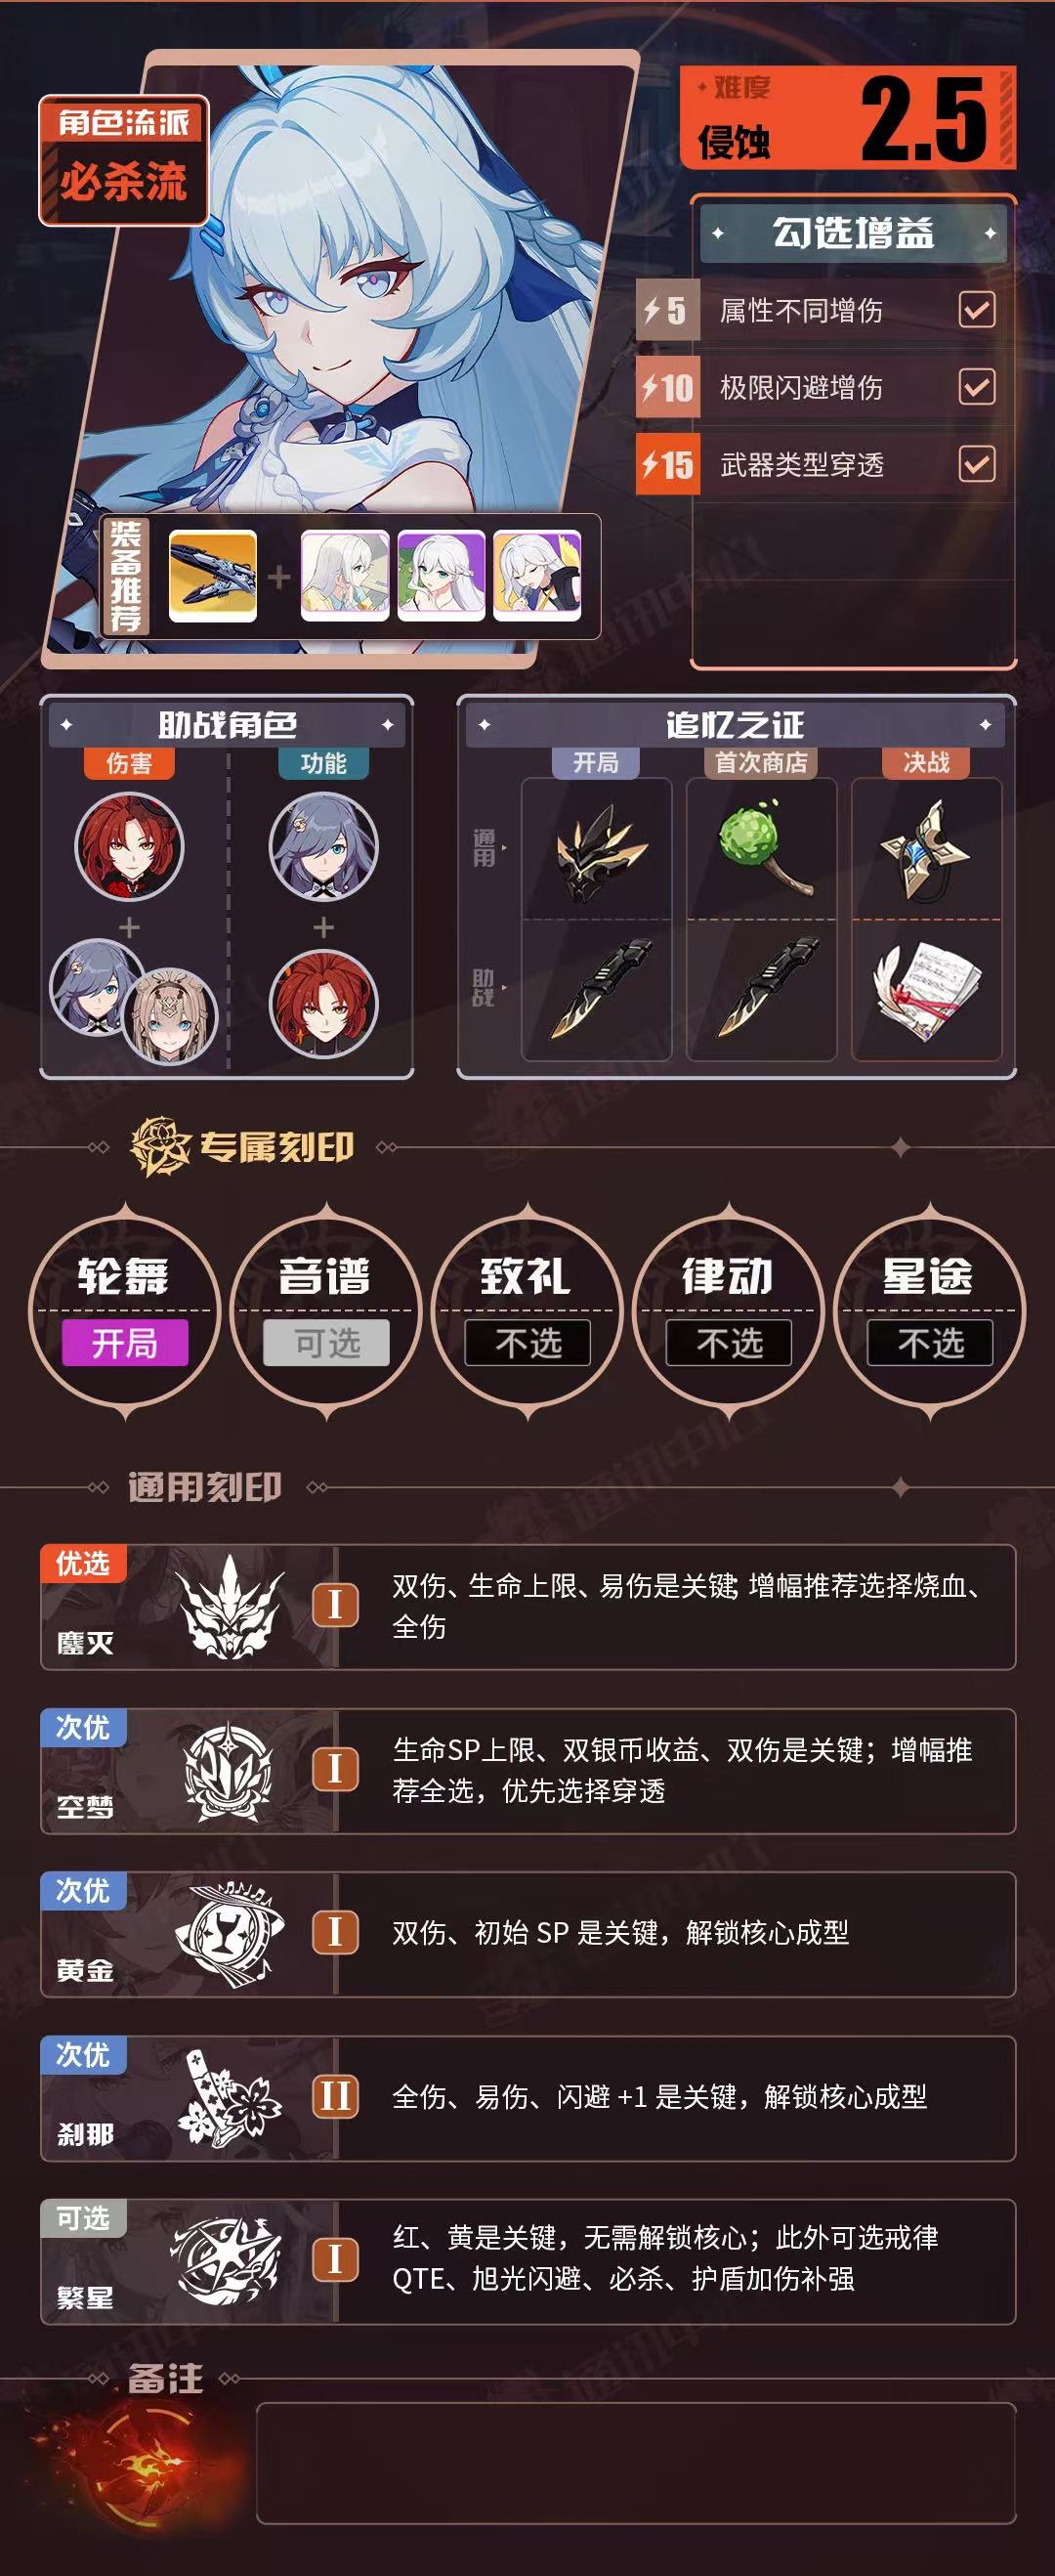 角色流派
必杀流
难度
侵蚀
2.5
勾选增益
5 属性不同增伤
10 极限闪避增伤
15 武器类型穿透
装备推荐
助战角色
伤害 功能
追忆之证
开局 首次商店 决战
通用
助战
专属刻印
轮舞 音谱 致礼 律动 星途
开局 可选 不选 不选 不选
通用刻印
优选
鏖灭
I
双伤、生命上限、易伤是关键；增幅推荐选择烧血、
全伤
次优
空梦
I
生命SP上限、双银币收益、双伤是关键；增幅推
荐全选，优先选择穿透
次优
黄金
I
双伤、初始 SP 是关键，解锁核心成型
次优
刹那
II
全伤、易伤、闪避 +1 是关键，解锁核心成型
可选
繁星
I
红、黄是关键，无需解锁核心；此外可选戒律
QTE、旭光闪避、必杀、护盾加伤补强
备注